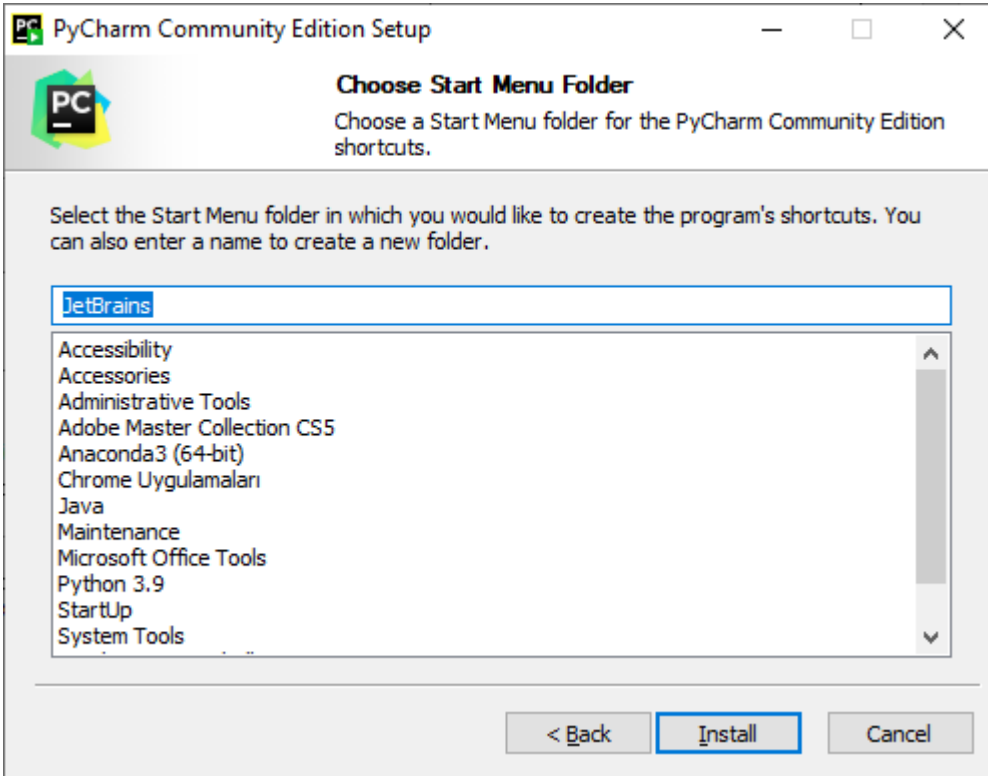 PyCharm Community Edition Setup
Choose Start Menu Folder
Choose a Start Menu folder for the PyCharm Community Edition
shortcuts.
PC
Select the Start Menu folder in which you would like to create the program's shortcuts. You
can also enter a name to create a new folder.
JetBrains
Accessibility
Accessories
Administrative Tools
Adobe Master Collection CS5
Anaconda3 (64-bit)
Chrome Uygulamaları
Java
Maintenance
Microsoft Office Tools
Python 3.9
StartUp
System Tools
< Back
Install
Cancel